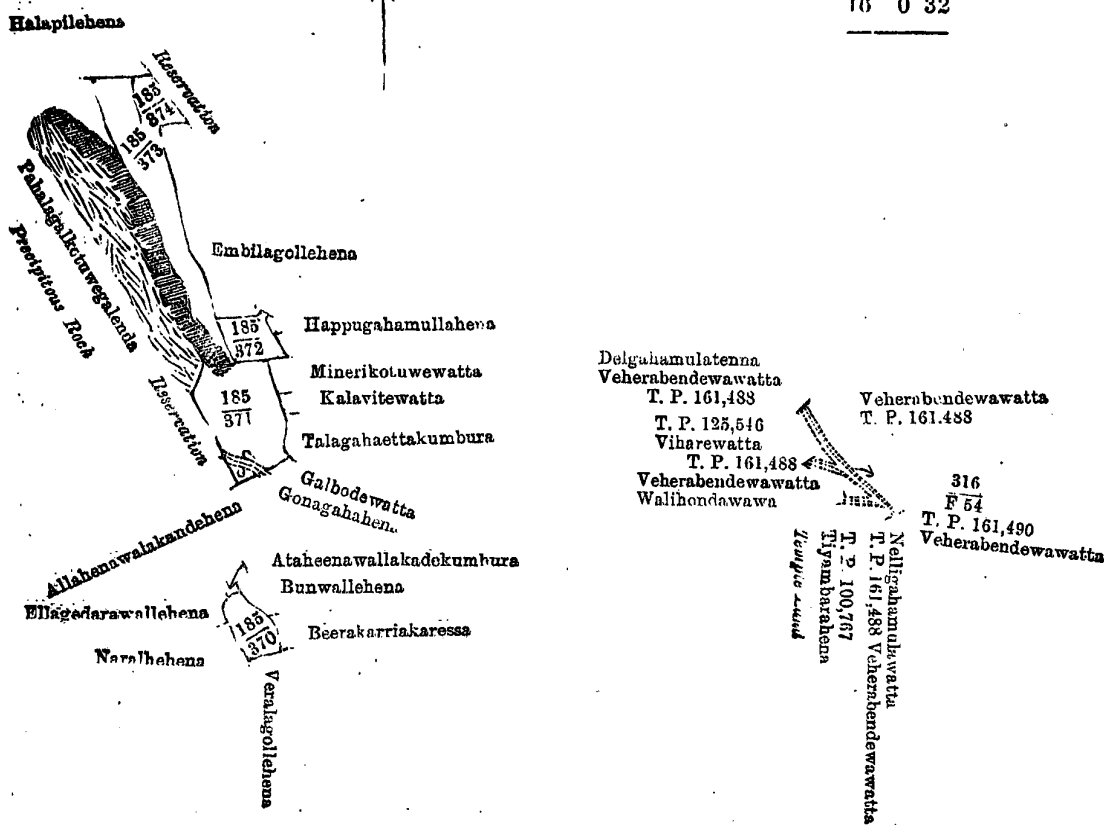 Halapilehena
16 0 32
Reservation
185
374
185
373
Pahalagalkotuwegalenda
Precipitous Rock
Embilagollehena
185
372
Happugahamullahena
Minerikotuwewatta
Kalavitewatta
185
371
Reservation
Talagahaettakumbura
Galbodewatta
Gonagahahena
Allahenawalakandehena
Ataheenawallakadekumbura
Bunwallehena
Ellagedarawallehena
185
370
Beerakarriakaressa
Naralhehena
Veralagollehena
Delgahamulatenna
Veherabendewawatta
T. P. 161,488
T. P. 125,546
Viharewatta
T. P. 161,488
Veherabendewawatta
Walihondawawa
Veherabendewawatta
T. P. 161.488
316
F 54
T. P. 161,490
Veherabendewawatta
Nelligahamulawatta
T. P. 161,488 Veherabendewawatta
T. P. 100,767
Tiyambarahena
Temple Land